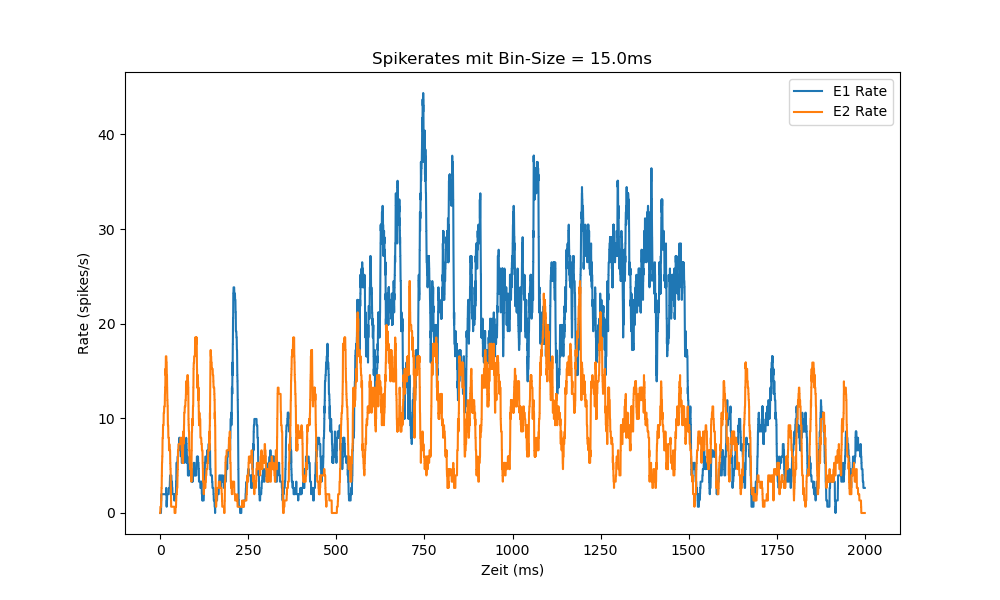 Spikerates mit Bin-Size = 15.0ms
E1 Rate
E2 Rate
Rate (spikes/s)
40
30
20
10
0
0 250 500 750 1000 1250 1500 1750 2000
Zeit (ms)